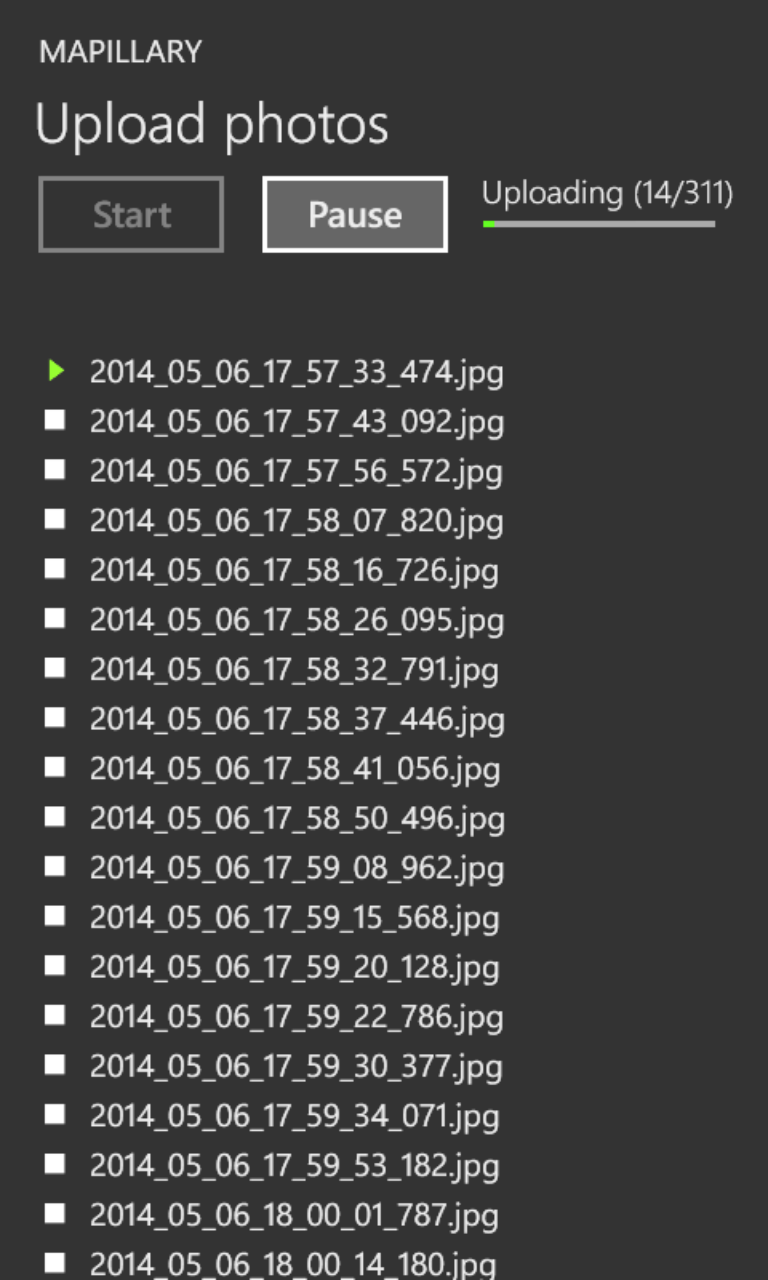 MAPILLARY
Upload photos
Start
Pause
Uploading (14/311)
2014_05_06_17_57_33_474.jpg
2014_05_06_17_57_43_092.jpg
2014_05_06_17_57_56_572.jpg
2014_05_06_17_58_07_820.jpg
2014_05_06_17_58_16_726.jpg
2014_05_06_17_58_26_095.jpg
2014_05_06_17_58_32_791.jpg
2014_05_06_17_58_37_446.jpg
2014_05_06_17_58_41_056.jpg
2014_05_06_17_58_50_496.jpg
2014_05_06_17_59_08_962.jpg
2014_05_06_17_59_15_568.jpg
2014_05_06_17_59_20_128.jpg
2014_05_06_17_59_22_786.jpg
2014_05_06_17_59_30_377.jpg
2014_05_06_17_59_34_071.jpg
2014_05_06_17_59_53_182.jpg
2014_05_06_18_00_01_787.jpg
2014_05_06_18_00_14_180.jpg